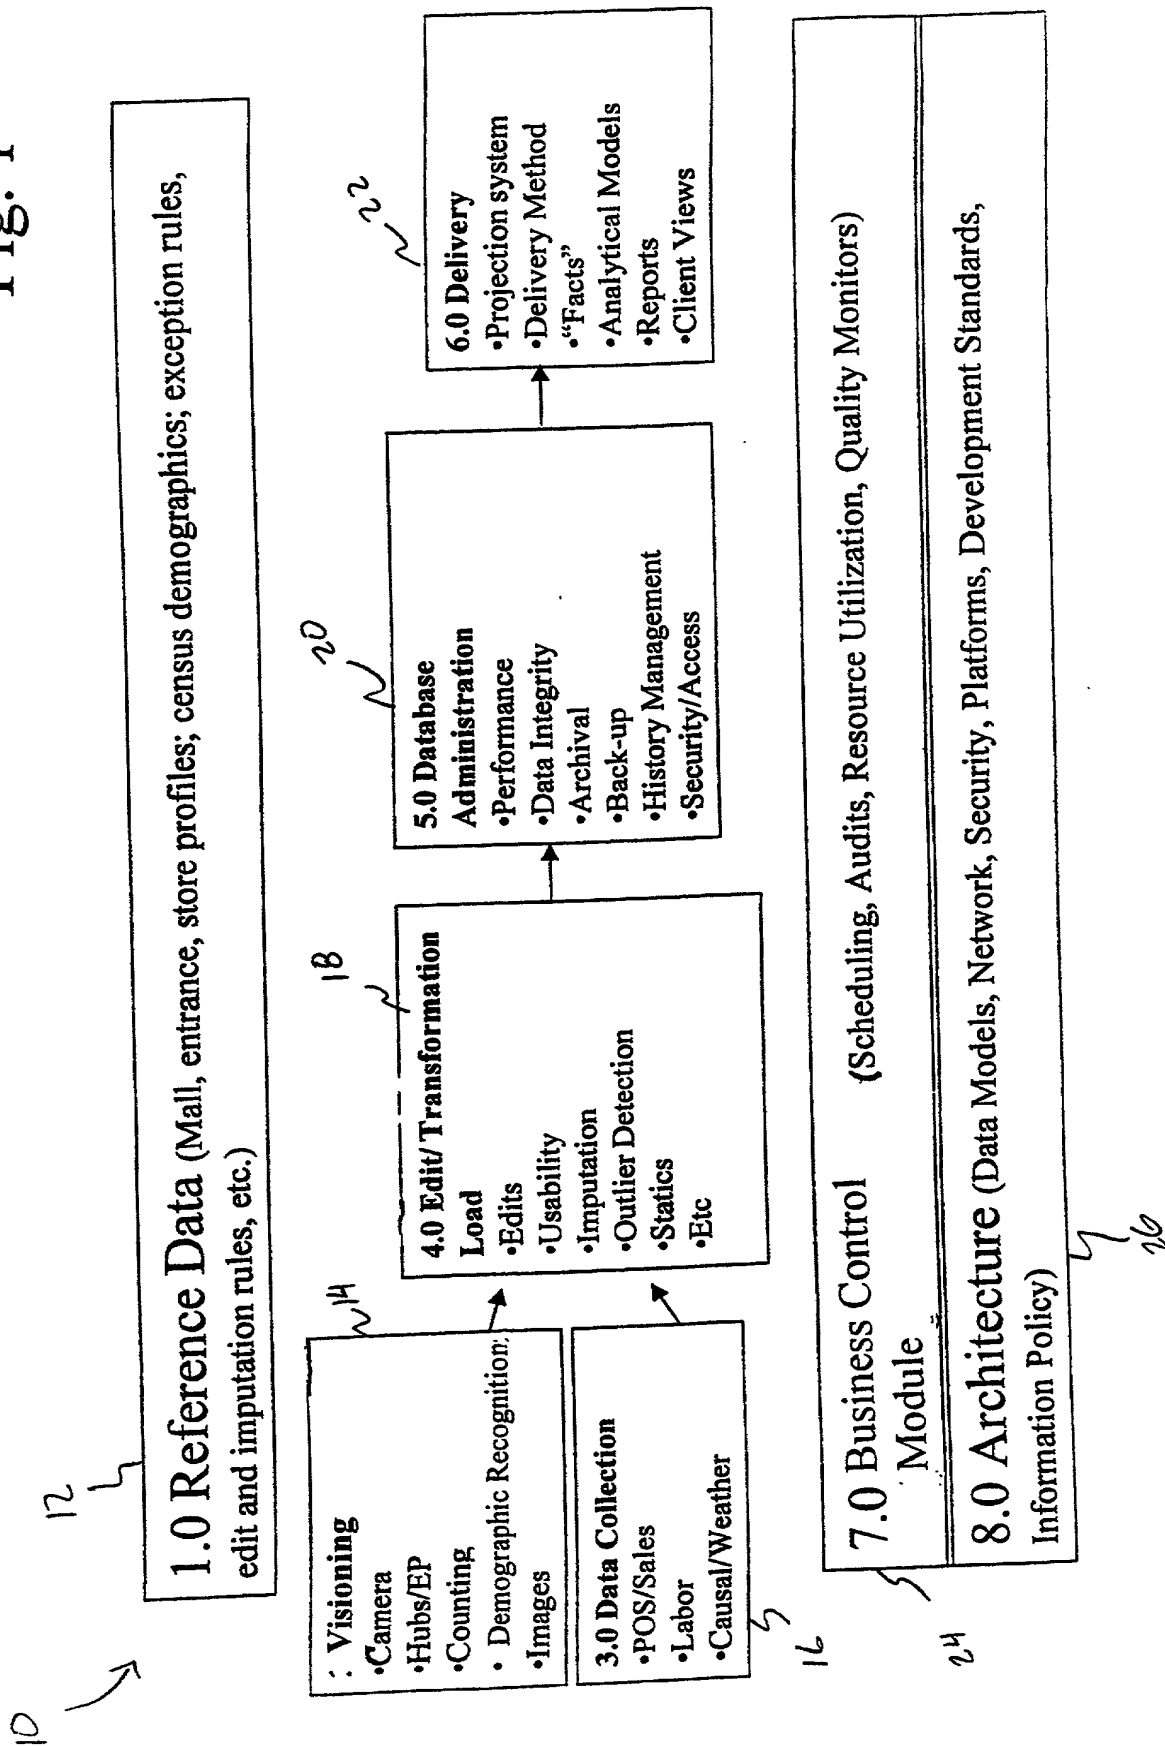 Fig. 1
10
12
1.0 Reference Data (Mall, entrance, store profiles; census demographics; exception rules,
edit and imputation rules, etc.)
14
: Visioning
•Camera
•Hubs/EP
•Counting
• Demographic Recognition
•Images
3.0 Data Collection
•POS/Sales
•Labor
•Causal/Weather
16
18
4.0 Edit/ Transformation
Load
•Edits
•Usability
•Imputation
•Outlier Detection
•Statics
•Etc
20
5.0 Database
Administration
•Performance
•Data Integrity
•Archival
•Back-up
•History Management
•Security/Access
22
6.0 Delivery
•Projection system
•Delivery Method
•“Facts”
•Analytical Models
•Reports
•Client Views
7.0 Business Control (Scheduling, Audits, Resource Utilization, Quality Monitors)
Module
24
8.0 Architecture (Data Models, Network, Security, Platforms, Development Standards,
Information Policy)
26